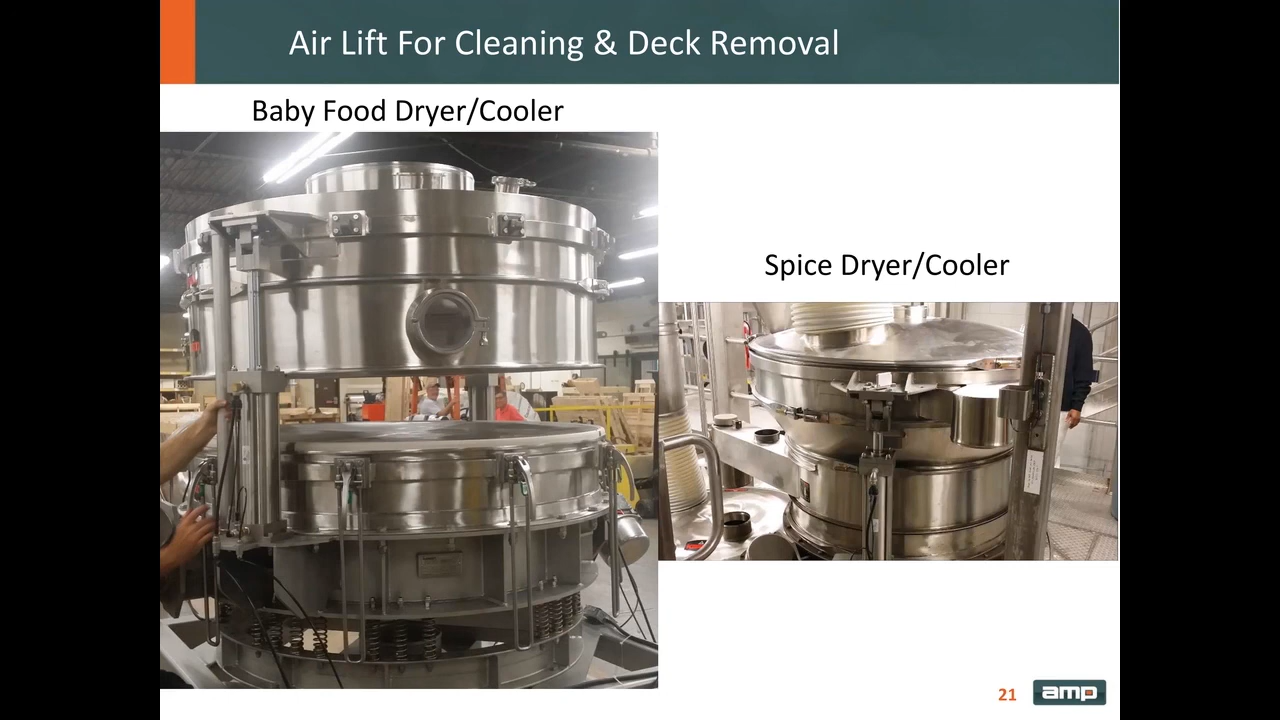 Air Lift For Cleaning & Deck Removal
Baby Food Dryer/Cooler
Spice Dryer/Cooler
21
amp